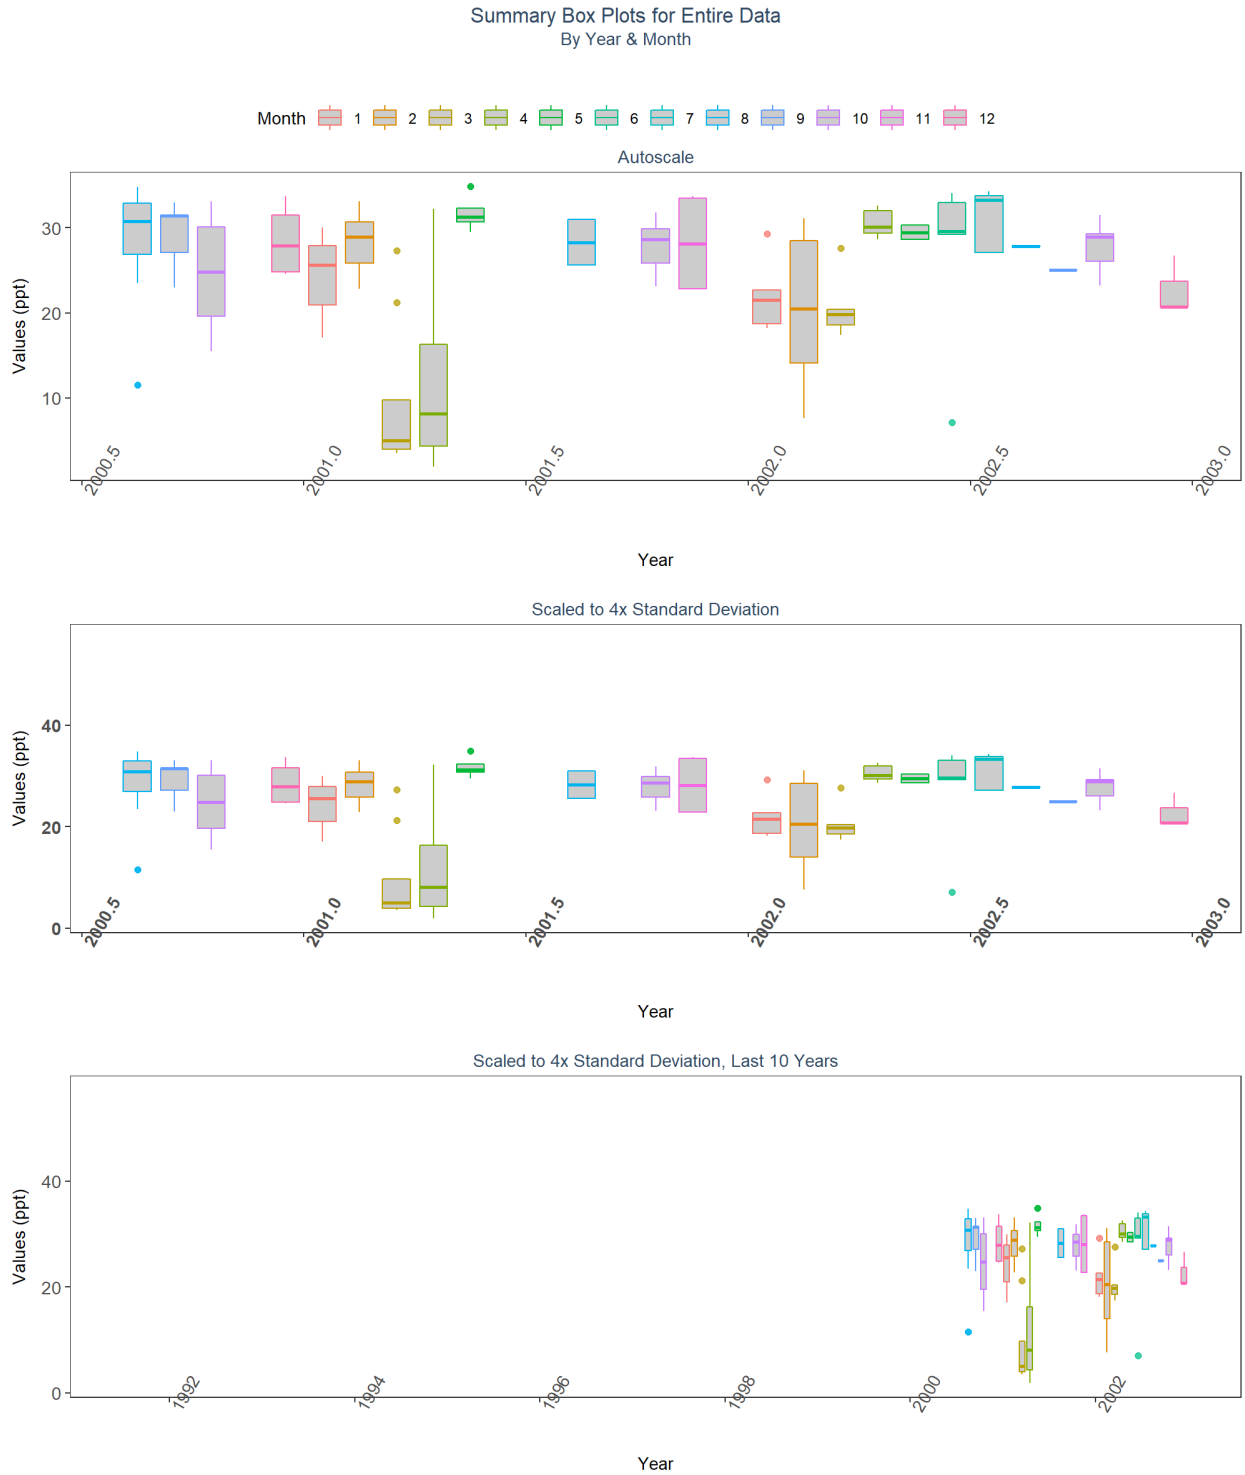 Summary Box Plots for Entire Data
By Year & Month
Month 1 2 3 4 5 6 7 8 9 10 11 12
Autoscale
Values (ppt)
30
20
10
2000.5 2001.0 2001.5 2002.0 2002.5 2003.0
Year
Scaled to 4x Standard Deviation
Values (ppt)
40
20
0
2000.5 2001.0 2001.5 2002.0 2002.5 2003.0
Year
Scaled to 4x Standard Deviation, Last 10 Years
Values (ppt)
40
20
0
1992 1994 1996 1998 2000 2002
Year